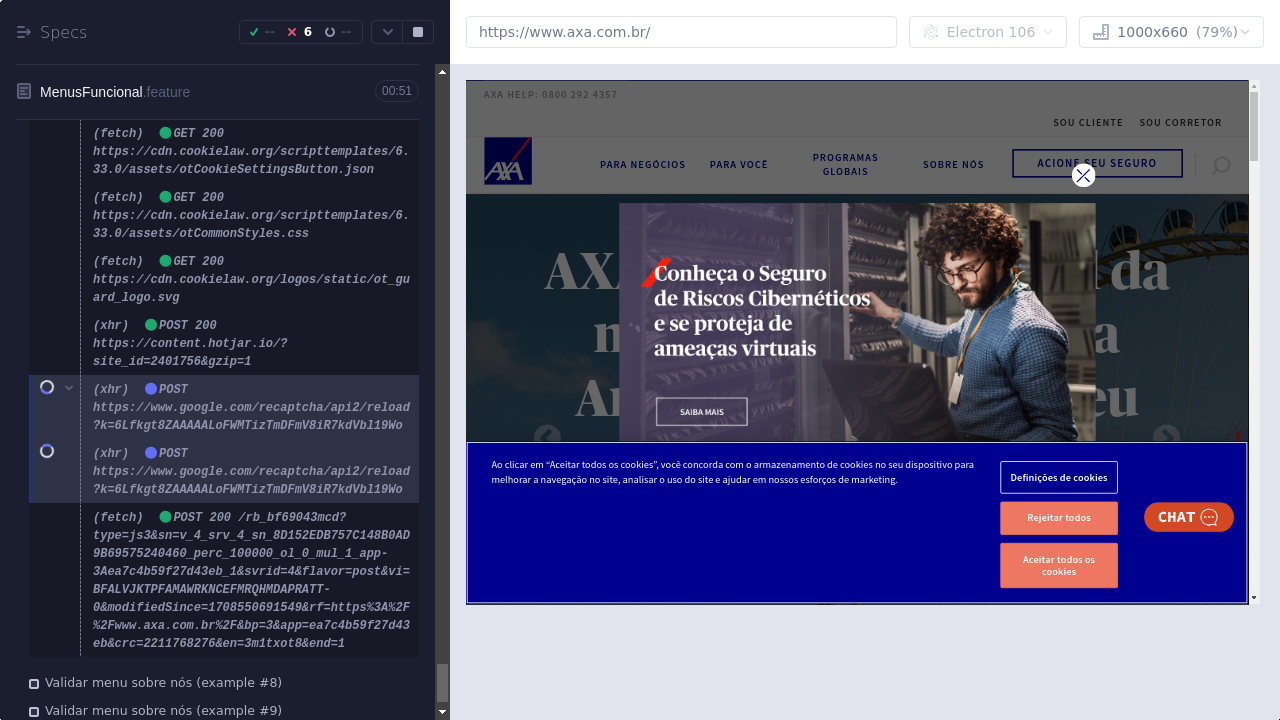 Specs
--
6
--
https://www.axa.com.br/
Electron 106
1000x660 (79%)
MenusFuncional.feature
00:51
(fetch) GET 200
https://cdn.cookielaw.org/scripttemplates/6.
33.0/assets/otCookieSettingsButton.json
(fetch) GET 200
https://cdn.cookielaw.org/scripttemplates/6.
33.0/assets/otCommonStyles.css
(fetch) GET 200
https://cdn.cookielaw.org/logos/static/ot_gu
ard_logo.svg
(xhr) POST 200
https://content.hotjar.io/?
site_id=2401756&gzip=1
(xhr) POST
https://www.google.com/recaptcha/api2/reload
?k=6Lfkgt8ZAAAAALoFWMTizTmDFmV8iR7kdVbl19Wo
(xhr) POST
https://www.google.com/recaptcha/api2/reload
?k=6Lfkgt8ZAAAAALoFWMTizTmDFmV8iR7kdVbl19Wo
(fetch) POST 200 /rb_bf69043mcd?
type=js3&sn=v_4_srv_4_sn_8D152EDB757C148B0AD
9B69575240460_perc_100000_ol_0_mul_1_app-
3Aea7c4b59f27d43eb_1&svrid=4&flavor=post&vi=
BFALVJKTPFAMAWRKNCEFMRQHMDAPRATT-
0&modifiedSince=1708550691549&rf=https%3A%2F
%2Fwww.axa.com.br%2F&bp=3&app=ea7c4b59f27d43
eb&crc=2211768276&en=3m1txot8&end=1
Validar menu sobre nós (example #8)
Validar menu sobre nós (example #9)
AXA HELP: 0800 292 4357
SOU CLIENTE SOU CORRETOR
AXA
PARA NEGÓCIOS
PARA VOCÊ
PROGRAMAS
GLOBAIS
SOBRE NÓS
ACIONE SEU SEGURO
AX
da
Conheça o Seguro
de Riscos Cibernéticos
e se proteja de
ameaças virtuais
SAIBA MAIS
Ao clicar em “Aceitar todos os cookies”, você concorda com o armazenamento de cookies no seu dispositivo para
melhorar a navegação no site, analisar o uso do site e ajudar em nossos esforços de marketing.
Definições de cookies
Rejeitar todos
Aceitar todos os
cookies
CHAT